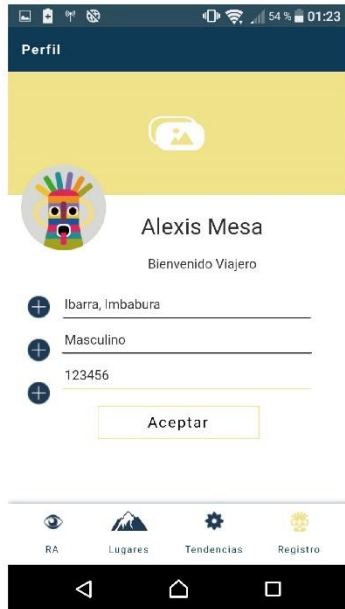 54 % 01:23
Perfil
Alexis Mesa
Bienvenido Viajero
Ibarra, Imbabura
Masculino
123456
Aceptar
RA Lugares Tendencias Registro